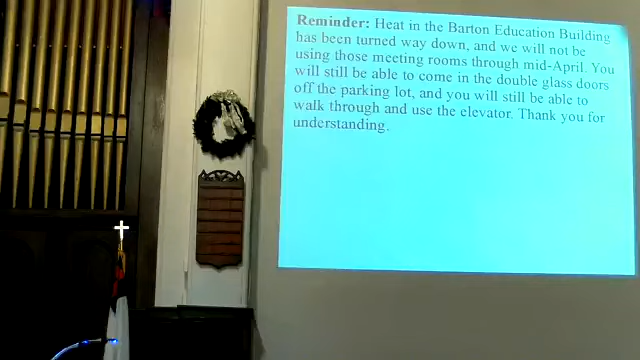 Reminder: Heat in the Barton Education Building
has been turned way down, and we will not be
using those meeting rooms through mid-April. You
will still be able to come in the double glass doors
off the parking lot, and you will still be able to
walk through and use the elevator. Thank you for
understanding.